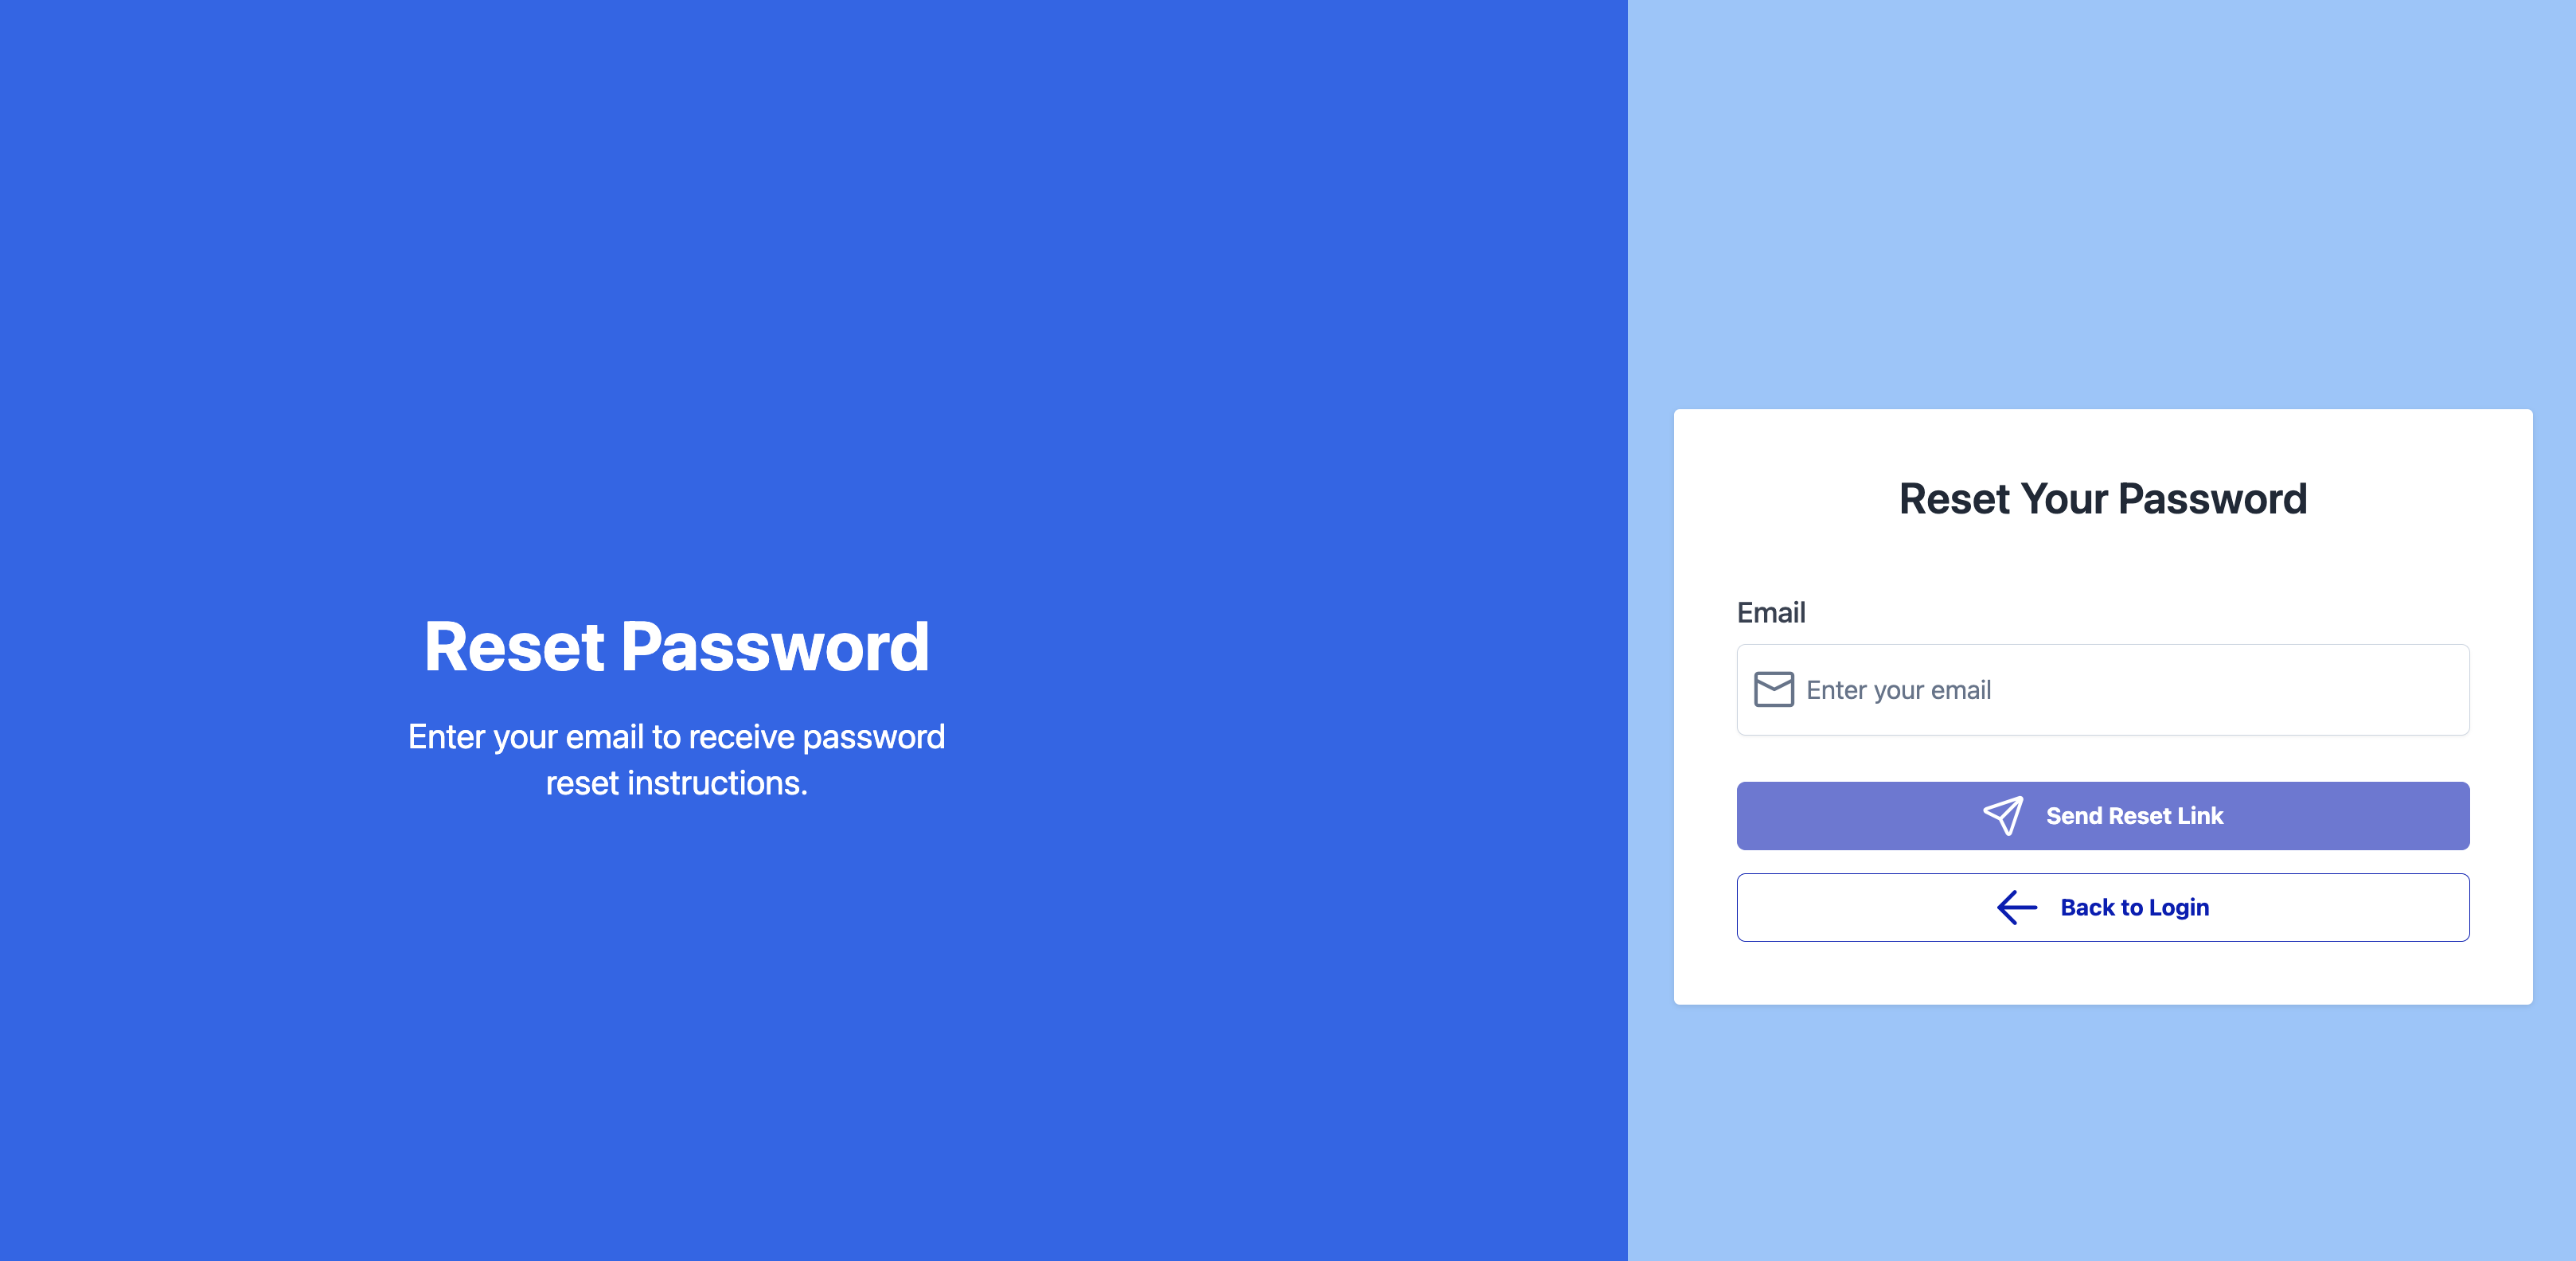 Reset Password
Enter your email to receive password
reset instructions.
Reset Your Password
Email
Enter your email
Send Reset Link
Back to Login